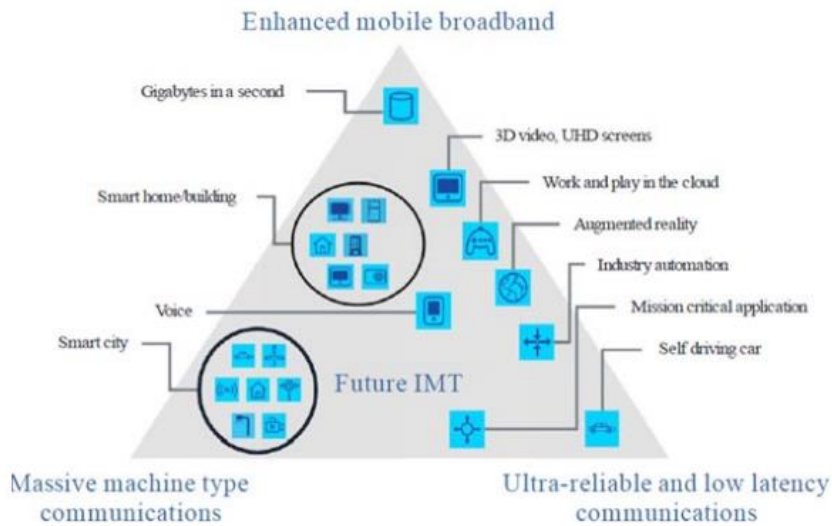 Enhanced mobile broadband
Gigabytes in a second
3D video, UHD screens
Smart home/building
Work and play in the cloud
Augmented reality
Industry automation
Voice
Mission critical application
Smart city
Self driving car
Future IMT
Massive machine type
communications
Ultra-reliable and low latency
communications